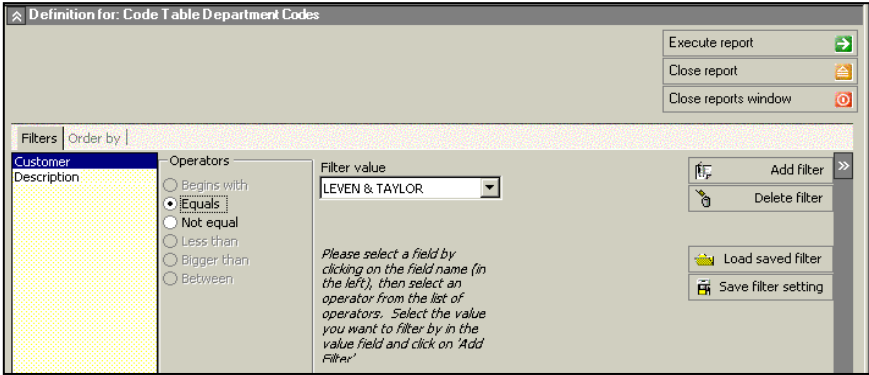 Definition for: Code Table Department Codes
Execute report
Close report
Close reports window
Filters Order by
Customer
Description
Operators
Begins with
Equals
Not equal
Less than
Bigger than
Between
Filter value
LEVEN & TAYLOR
Please select a field by
clicking on the field name (in
the left), then select an
operator from the list of
operators. Select the value
you want to filter by in the
value field and click on 'Add
Filter'
Add filter
Delete filter
Load saved filter
Save filter setting